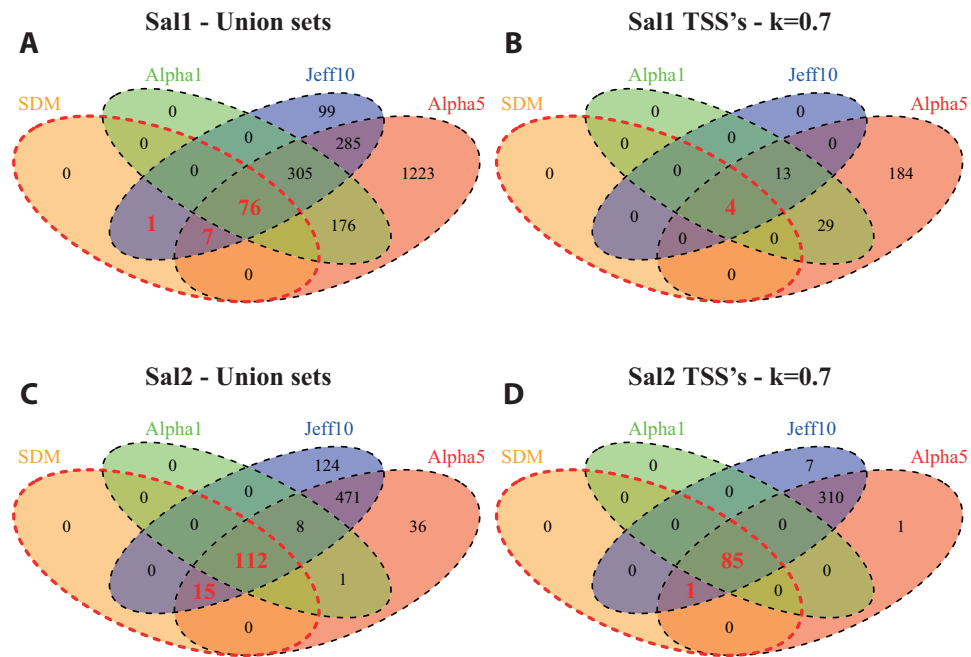 Sal1 - Union sets
A
Alpha1
Jeff10
SDM
Alpha5
0
99
0
0
285
0
0
305
1223
76
1
7
176
0
Sal1 TSS's - k=0.7
B
Alpha1
Jeff10
SDM
Alpha5
0
0
0
0
0
0
0
13
184
4
0
0
0
29
0
Sal2 - Union sets
C
Alpha1
Jeff10
SDM
Alpha5
0
124
0
0
471
0
0
8
36
112
0
15
1
0
Sal2 TSS's - k=0.7
D
Alpha1
Jeff10
SDM
Alpha5
0
7
0
0
310
0
0
0
1
85
0
1
0
0
0